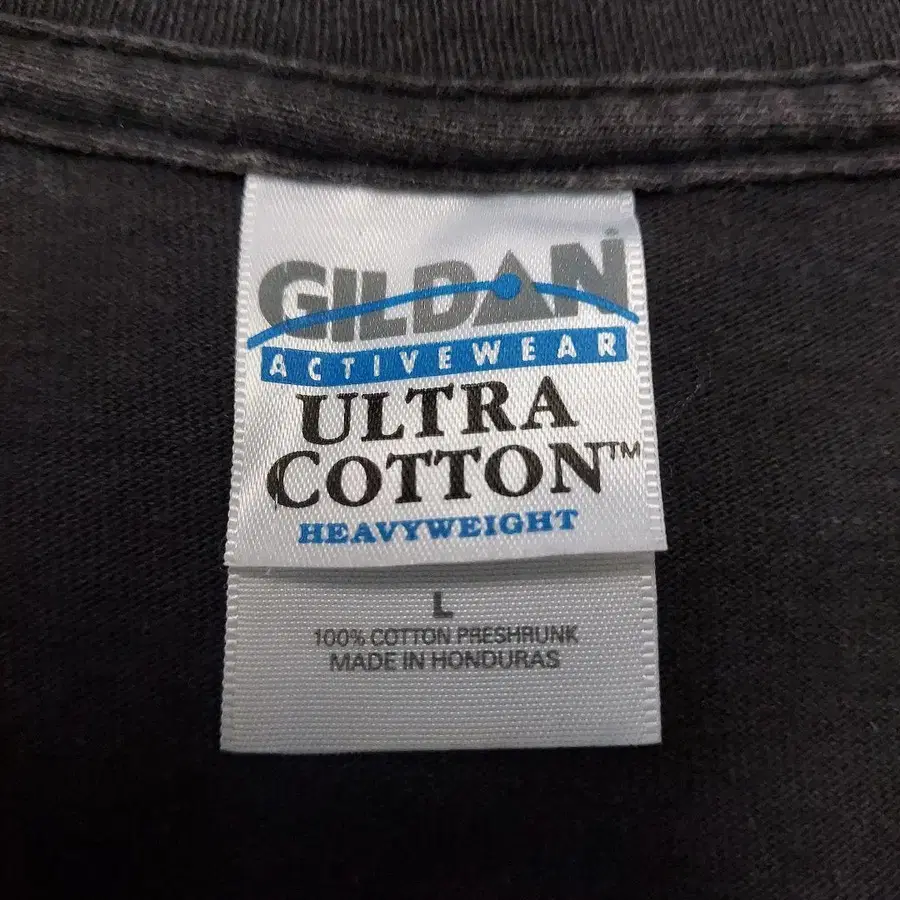 GILDAN
ACTIVEWEAR
ULTRA
COTTON™
HEAVYWEIGHT
L
100% COTTON PRESHRUNK
MADE IN HONDURAS